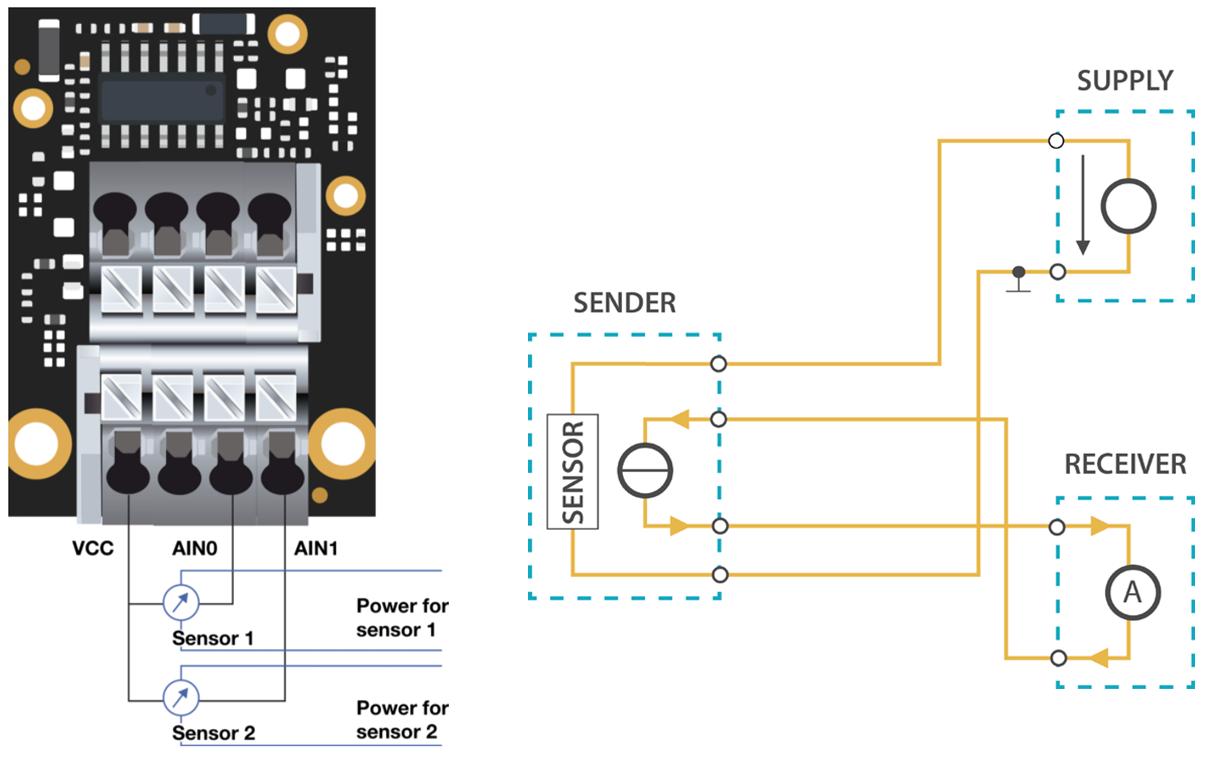 VCC AIN0 AIN1
Power for
sensor 1
Sensor 1
Power for
sensor 2
Sensor 2
SUPPLY
SENDER
SENSOR
RECEIVER
A